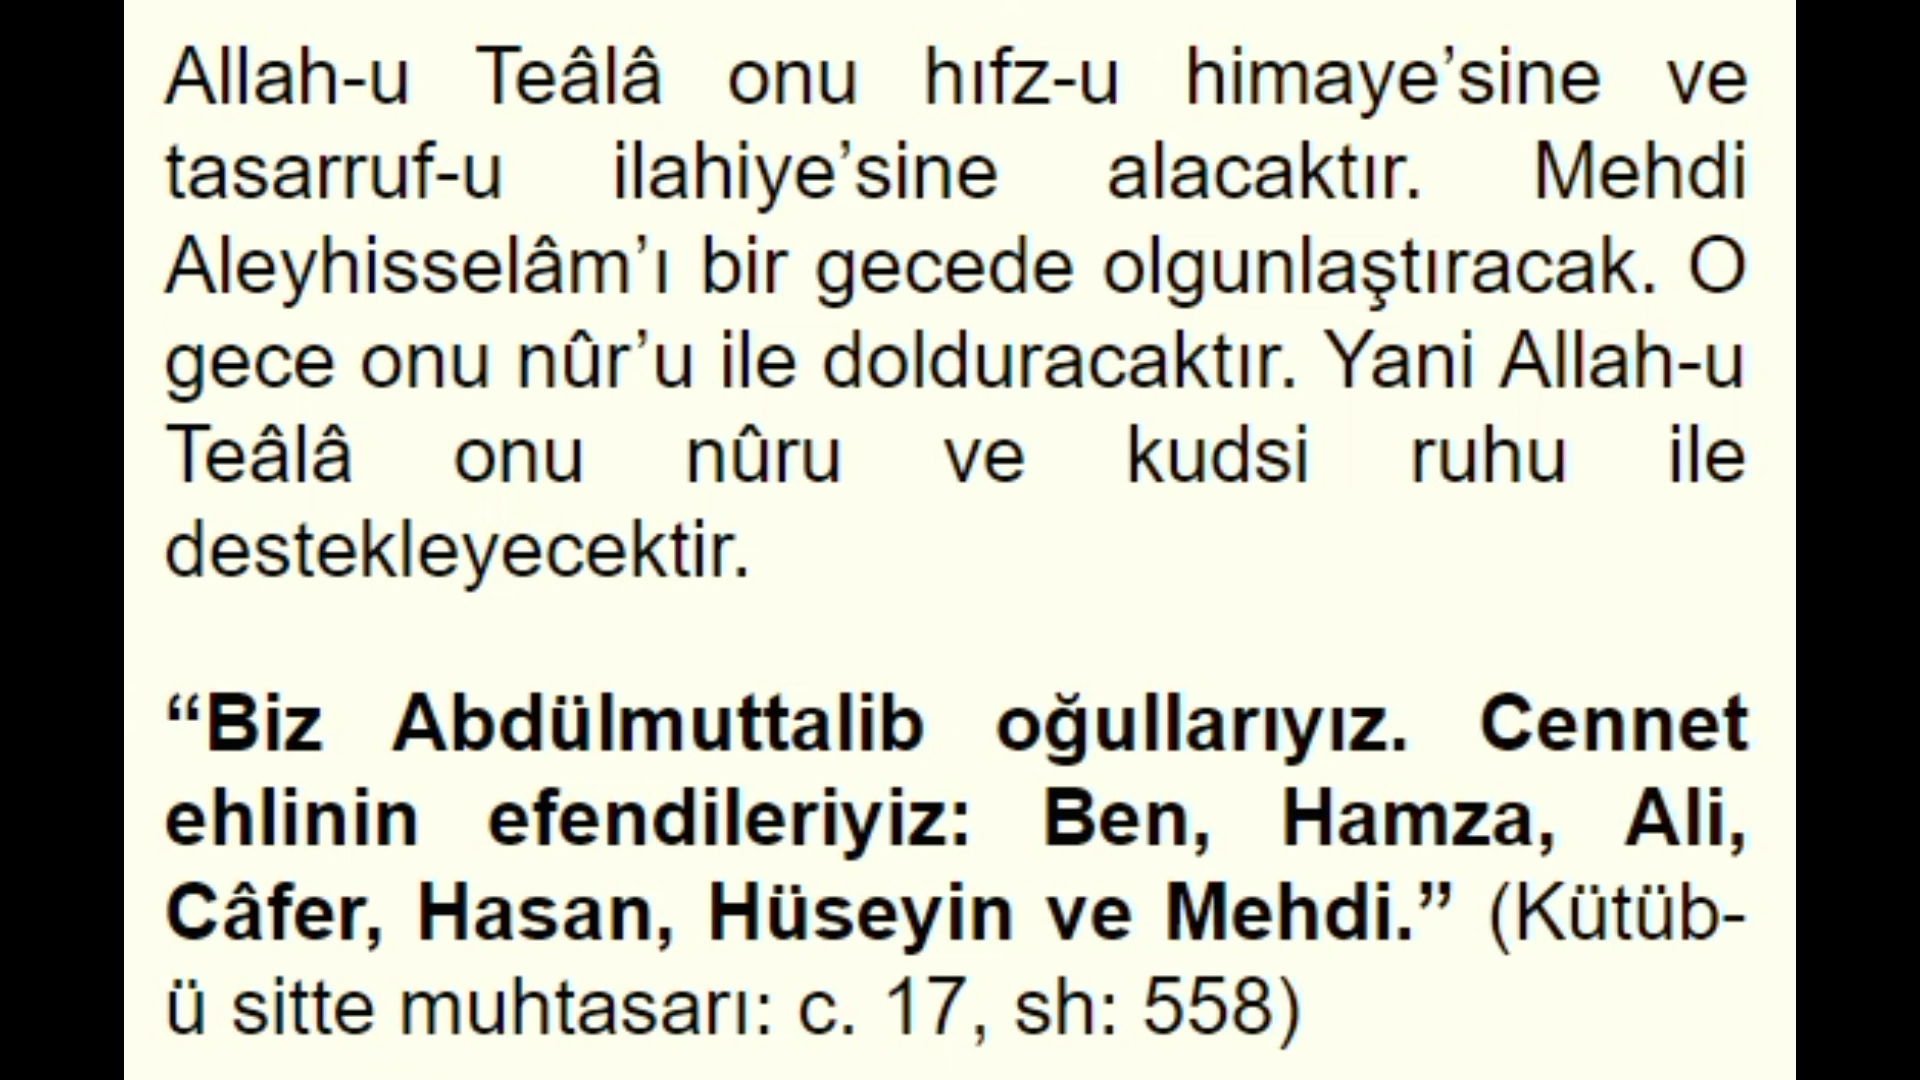 Allah-u Teâlâ onu hıfz-u himaye’sine ve
tasarruf-u ilahiye’sine alacaktır. Mehdi
Aleyhisselâm’ı bir gecede olgunlaştıracak. O
gece onu nûr’u ile dolduracaktır. Yani Allah-u
Teâlâ onu nûru ve kudsi ruhu ile
destekleyecektir.
“Biz Abdülmuttalib oğullarıyız. Cennet
ehlinin efendileriyiz: Ben, Hamza, Ali,
Câfer, Hasan, Hüseyin ve Mehdi.” (Kütüb-
ü sitte muhtasarı: c. 17, sh: 558)